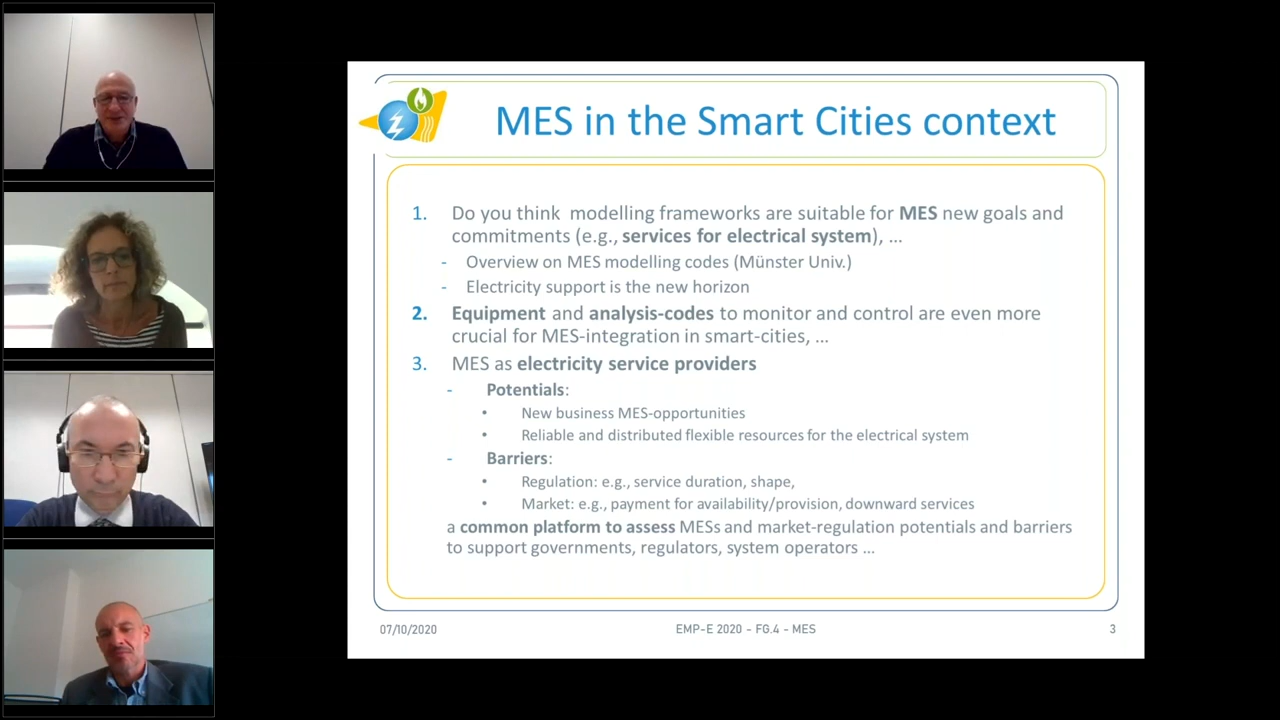 MES in the Smart Cities context
1. Do you think modelling frameworks are suitable for MES new goals and
commitments (e.g., services for electrical system), ...
- Overview on MES modelling codes (Münster Univ.)
- Electricity support is the new horizon
2. Equipment and analysis-codes to monitor and control are even more
crucial for MES-integration in smart-cities, ...
3. MES as electricity service providers
- Potentials:
• New business MES-opportunities
• Reliable and distributed flexible resources for the electrical system
- Barriers:
• Regulation: e.g., service duration, shape,
• Market: e.g., payment for availability/provision, downward services
a common platform to assess MESs and market-regulation potentials and barriers
to support governments, regulators, system operators ...
07/10/2020 EMP-E 2020 - FG.4 - MES 3